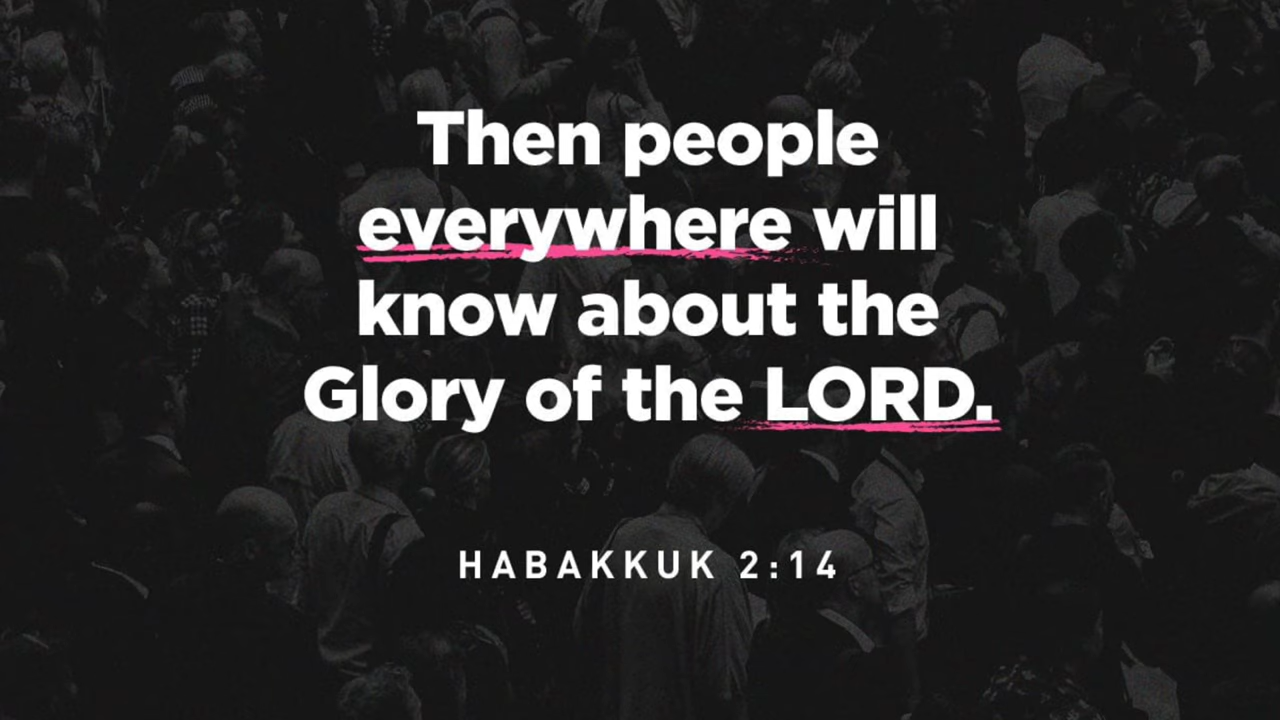 Then people
everywhere will
know about the
Glory of the LORD.
HABAKKUK 2:14